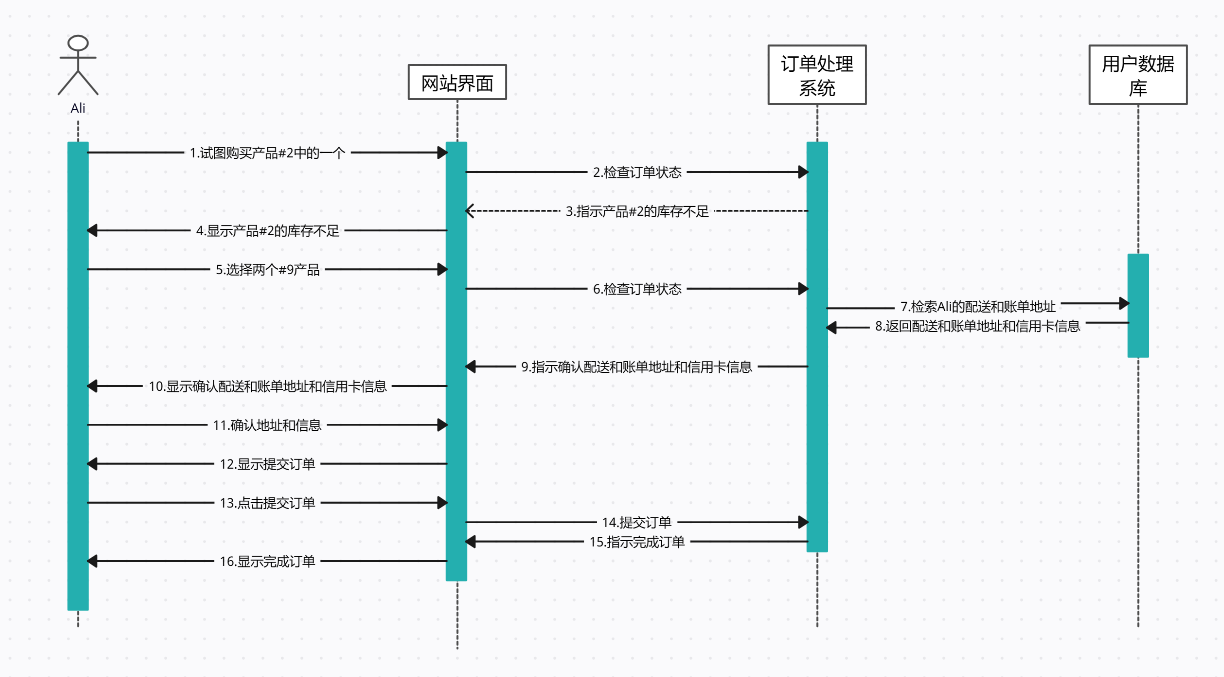 Ali
网站界面
订单处理
系统
用户数据
库
1.试图购买产品#2中的一个
2.检查订单状态
3.指示产品#2的库存不足
4.显示产品#2的库存不足
5.选择两个#9产品
6.检查订单状态
7.检索Ali的配送和账单地址
8.返回配送和账单地址和信用卡信息
9.指示确认配送和账单地址和信用卡信息
10.显示确认配送和账单地址和信用卡信息
11.确认地址和信息
12.显示提交订单
13.点击提交订单
14.提交订单
15.指示完成订单
16.显示完成订单